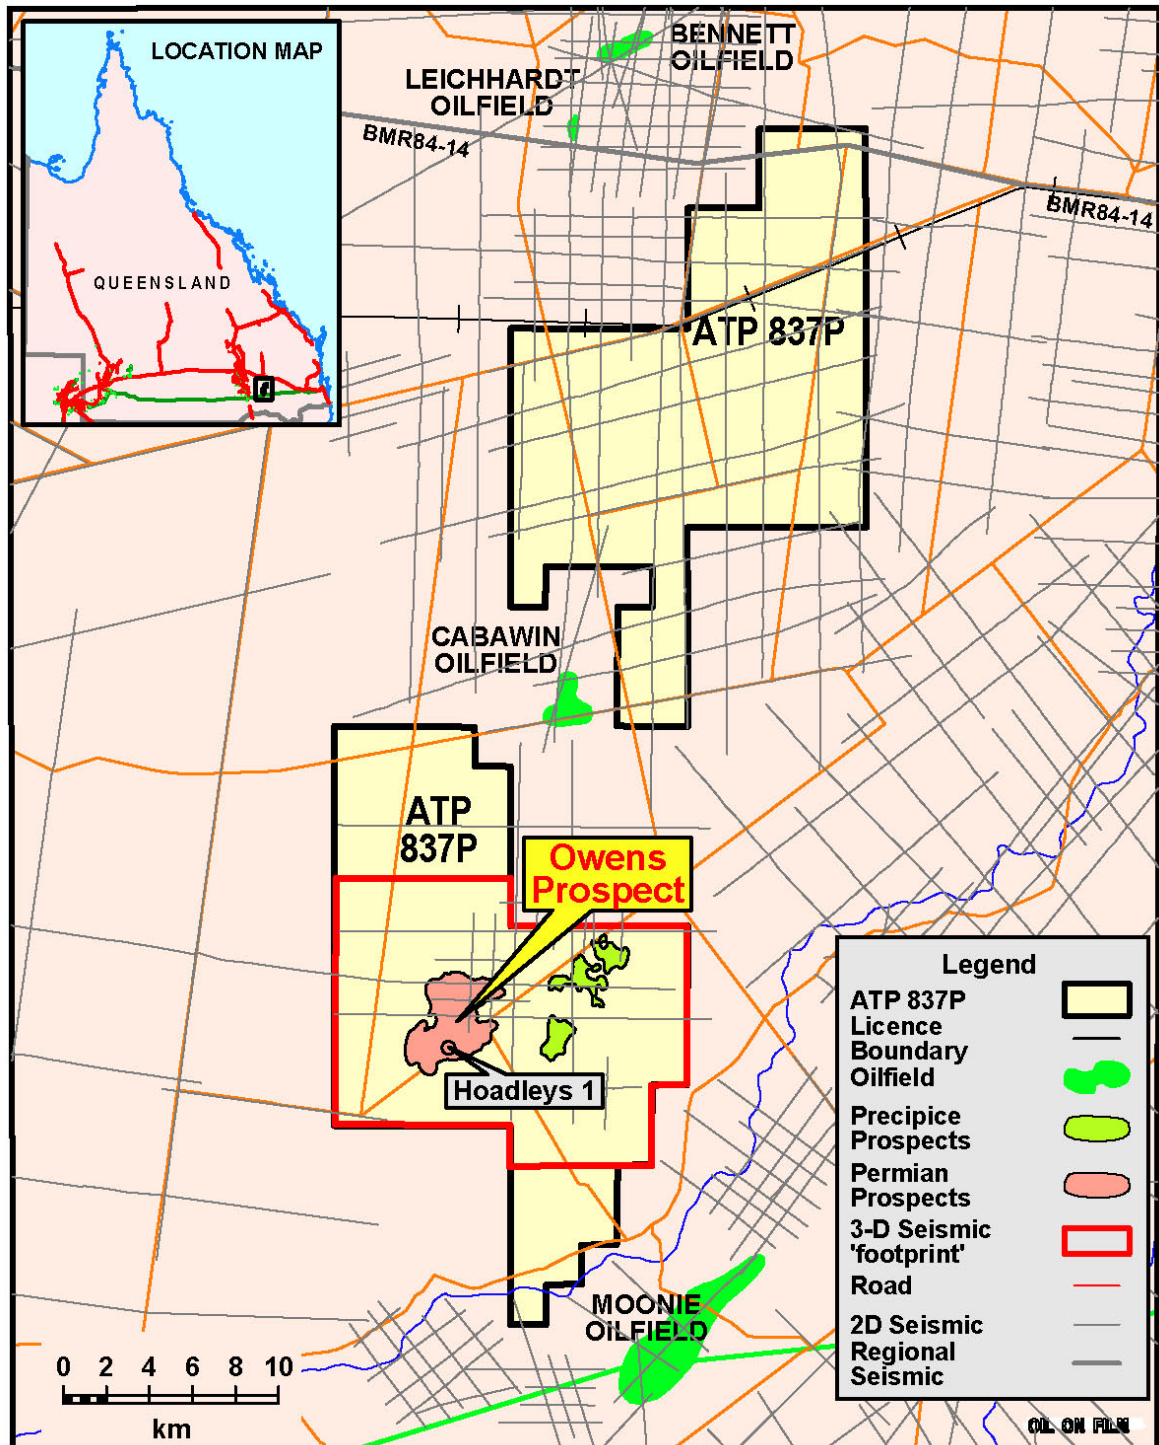 LOCATION MAP
QUEENSLAND
BENNETT
OILFIELD
LEICHHARDT
OILFIELD
BMR84-14
BMR84-14
ATP 837P
CABAWIN
OILFIELD
ATP
837P
Owens
Prospect
Hoadleys 1
MOONIE
OILFIELD
Legend
ATP 837P
Licence
Boundary
Oilfield
Precipice
Prospects
Permian
Prospects
3-D Seismic
'footprint'
Road
2D Seismic
Regional
Seismic
0 2 4 6 8 10
km
OIL ON FILM